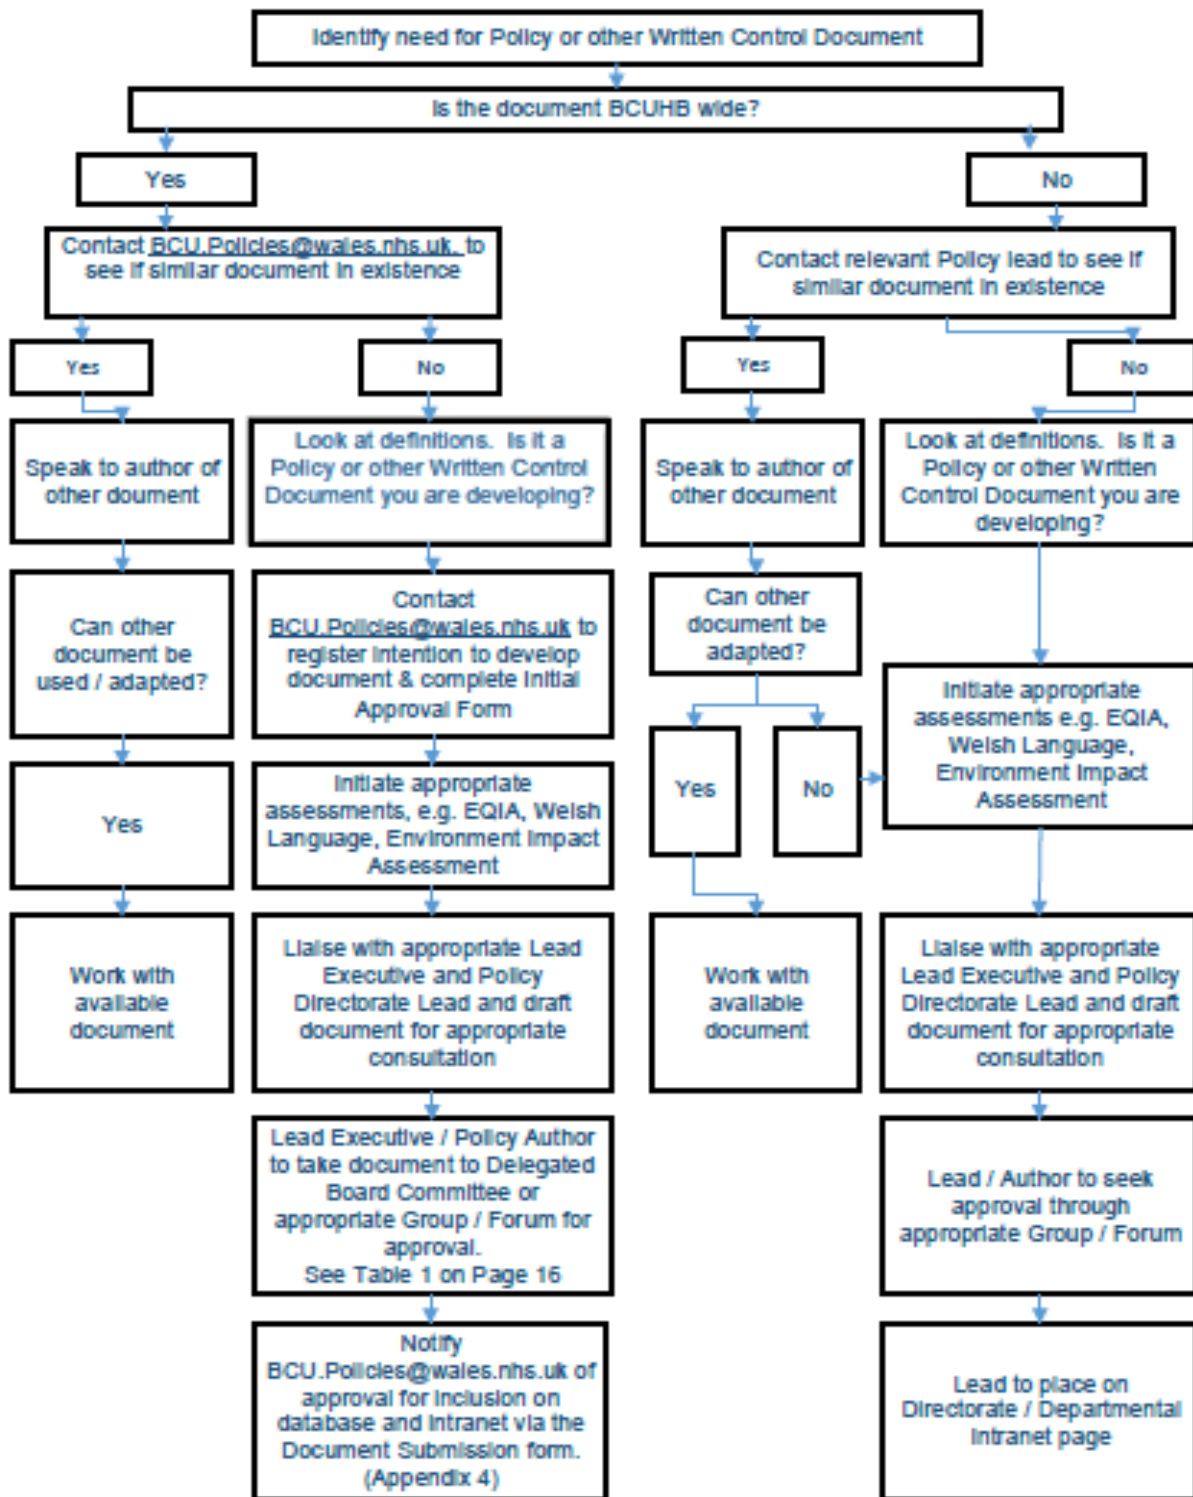 Identify need for Policy or other Written Control Document
Is the document BCUHB wide?
Yes
No
Contact BCU.Policies@wales.nhs.uk. to
see if similar document in existence
Contact relevant Policy lead to see if
similar document in existence
Yes
No
Yes
No
Speak to author of
other doument
Look at definitions. Is it a
Policy or other Written Control
Document you are developing?
Speak to author of
other document
Look at definitions. Is it a
Policy or other Written
Control Document you are
developing?
Can other
document be
used / adapted?
Contact
BCU.Policies@wales.nhs.uk to
register intention to develop
document & complete Initial
Approval Form
Can other
document be
adapted?
Initiate appropriate
assessments e.g. EQIA,
Welsh Language,
Environment Impact
Assessment
Yes
No
Yes
Initiate appropriate
assessments, e.g. EQIA, Welsh
Language, Environment Impact
Assessment
Work with
available
document
Liaise with appropriate Lead
Executive and Policy
Directorate Lead and draft
document for appropriate
consultation
Work with
available
document
Liaise with appropriate
Lead Executive and Policy
Directorate Lead and draft
document for appropriate
consultation
Lead Executive / Policy Author
to take document to Delegated
Board Committee or
appropriate Group / Forum for
approval.
See Table 1 on Page 16
Lead / Author to seek
approval through
appropriate Group / Forum
Notify
BCU.Policies@wales.nhs.uk of
approval for inclusion on
database and intranet via the
Document Submission form.
(Appendix 4)
Lead to place on
Directorate / Departmental
Intranet page